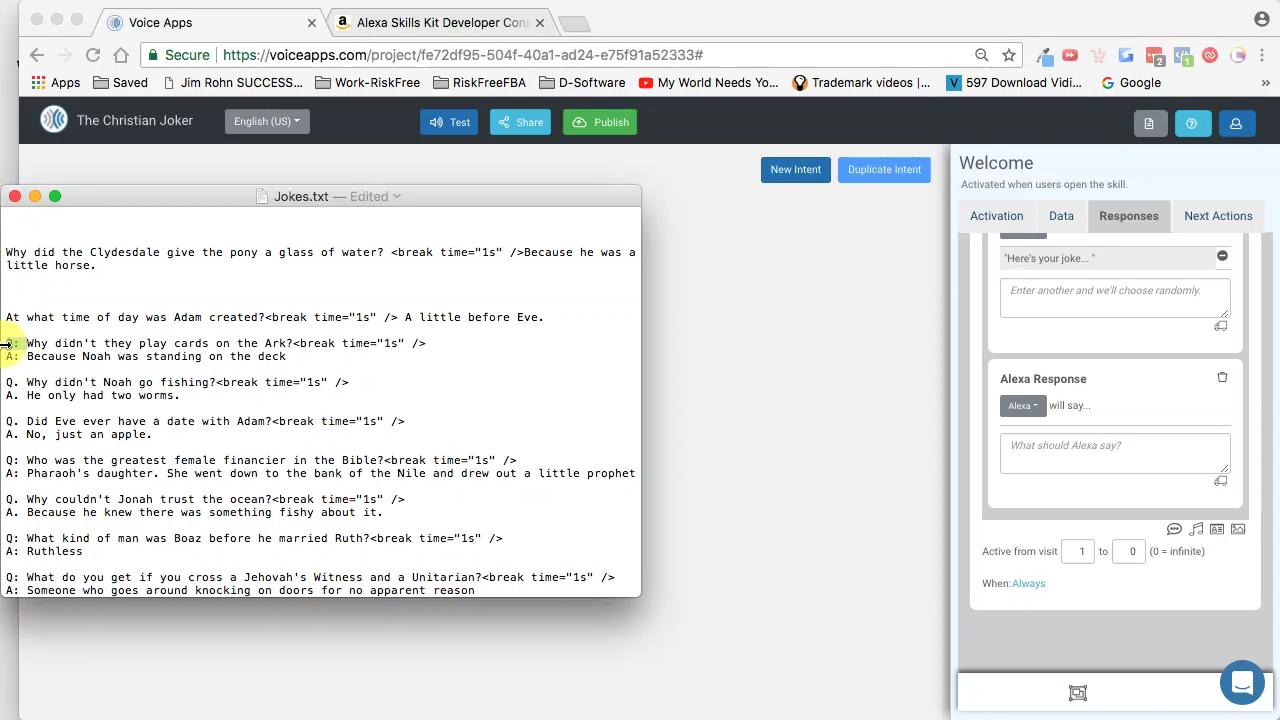 Voice Apps
Alexa Skills Kit Developer Cons
Secure
https://voiceapps.com/project/fe72df95-504f-40a1-ad24-e75f91a52333#
2
1
Apps
Saved
Jim Rohn SUCCESS...
Work-RiskFree
RiskFreeFBA
D-Software
My World Needs Yo...
Trademark videos |...
597 Download Vidi...
Google
»
The Christian Joker
English (US)
Test
Share
Publish
New Intent
Duplicate Intent
Welcome
Activated when users open the skill.
Activation
Data
Responses
Next Actions
"Here's your joke... "
Enter another and we'll choose randomly.
Alexa Response
Alexa
will say...
What should Alexa say?
Active from visit 1 to 0 (0 = infinite)
When: Always
Jokes.txt — Edited
Why did the Clydesdale give the pony a glass of water? <break time="1s" />Because he was a
little horse.
At what time of day was Adam created?<break time="1s" /> A little before Eve.
Q: Why didn't they play cards on the Ark?<break time="1s" />
A: Because Noah was standing on the deck
Q. Why didn't Noah go fishing?<break time="1s" />
A. He only had two worms.
Q. Did Eve ever have a date with Adam?<break time="1s" />
A. No, just an apple.
Q: Who was the greatest female financier in the Bible?<break time="1s" />
A: Pharaoh's daughter. She went down to the bank of the Nile and drew out a little prophet
Q. Why couldn't Jonah trust the ocean?<break time="1s" />
A. Because he knew there was something fishy about it.
Q: What kind of man was Boaz before he married Ruth?<break time="1s" />
A: Ruthless
Q: What do you get if you cross a Jehovah's Witness and a Unitarian?<break time="1s" />
A: Someone who goes around knocking on doors for no apparent reason